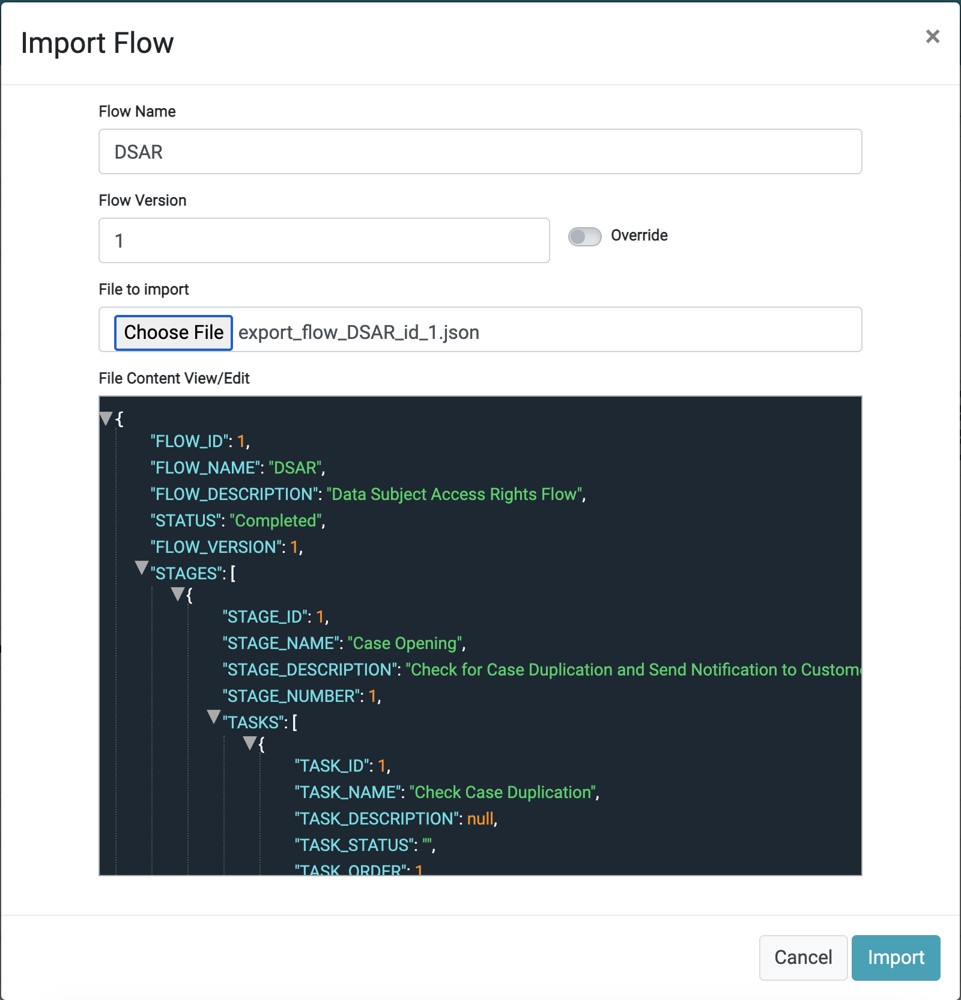 Import Flow
×
Flow Name
DSAR
Flow Version
1
Override
File to import
Choose File export_flow_DSAR_id_1.json
File Content View/Edit
{
"FLOW_ID": 1,
"FLOW_NAME": "DSAR",
"FLOW_DESCRIPTION": "Data Subject Access Rights Flow",
"STATUS": "Completed",
"FLOW_VERSION": 1,
"STAGES": [
{
"STAGE_ID": 1,
"STAGE_NAME": "Case Opening",
"STAGE_DESCRIPTION": "Check for Case Duplication and Send Notification to Custome
"STAGE_NUMBER": 1,
"TASKS": [
{
"TASK_ID": 1,
"TASK_NAME": "Check Case Duplication",
"TASK_DESCRIPTION": null,
"TASK_STATUS": "",
"TASK_ORDER": 1
Cancel
Import